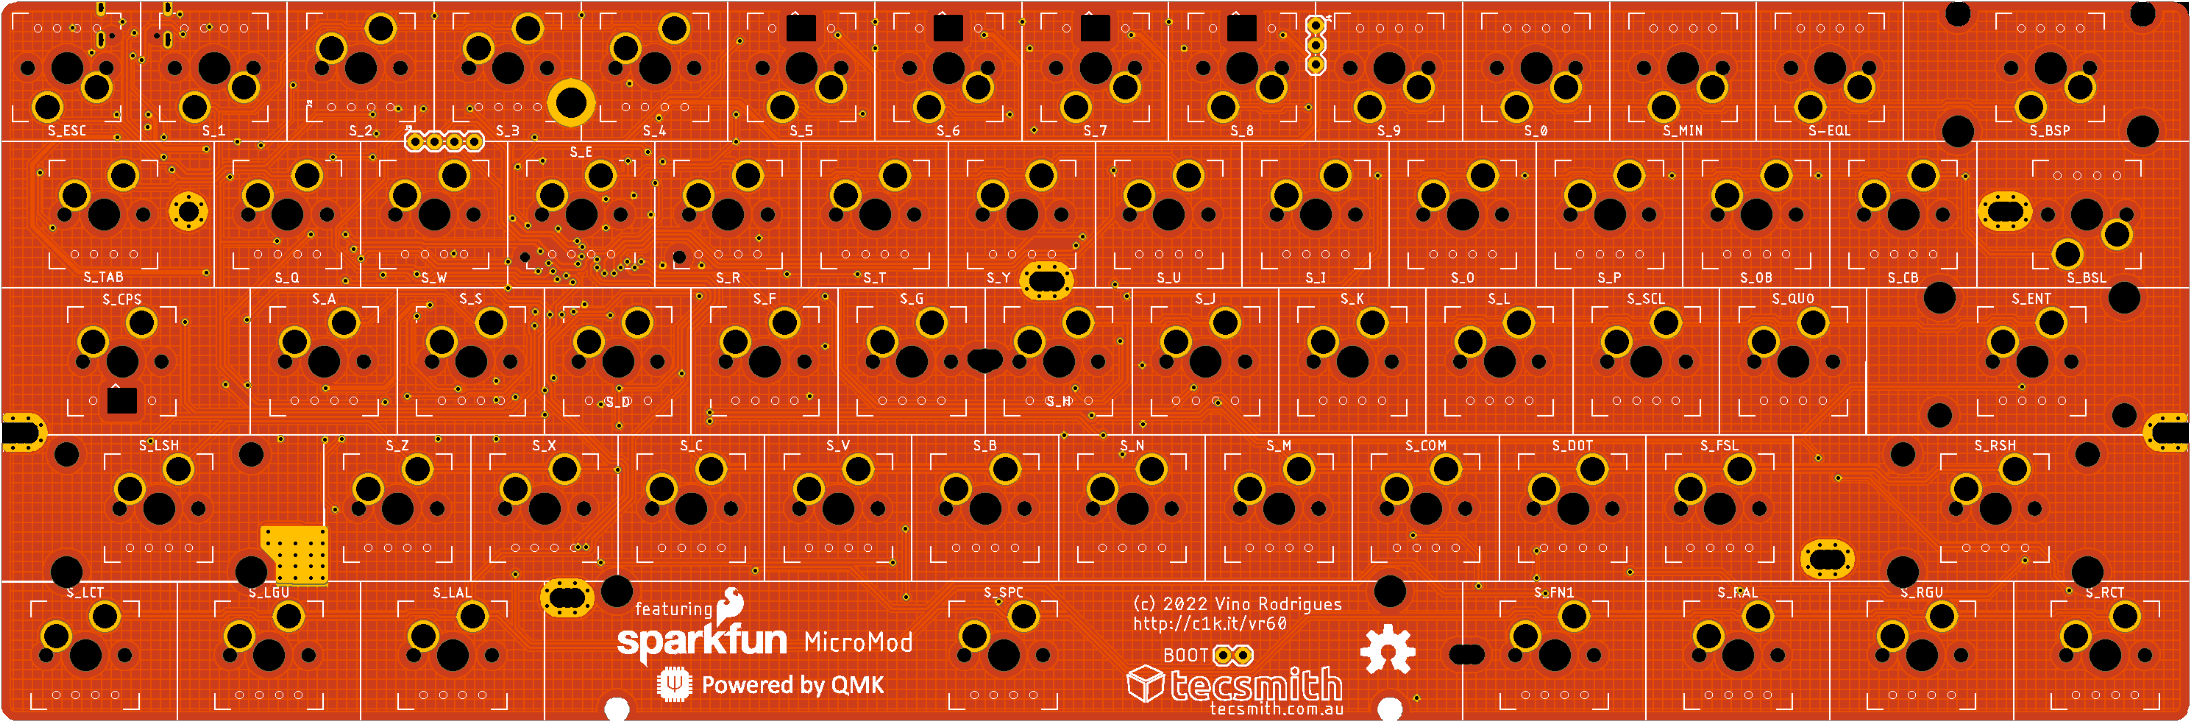 S_ESC S_1 S_2 S_3 S_4 S_5 S_6 S_7 S_8 S_9 S_0 S_MIN S-EQL S_BSP
S_E
S_TAB S_Q S_W S_R S_T S_Y S_U S_I S_O S_P S_OB S_CB S_BSL
S_CPS S_A S_S S_F S_G S_J S_K S_L S_SCL S_QUO S_ENT
S_D S_H
S_LSH S_Z S_X S_C S_V S_B S_N S_M S_COM S_DOT S_FSL S_RSH
S_LCT S_LGU S_LAL S_SPC S_FN1 S_RAL S_RGU S_RCT
featuring
sparkfun MicroMod
Powered by QMK
(c) 2022 Vino Rodrigues
http://c1k.it/vr60
BOOT
tecsmith
tecsmith.com.au